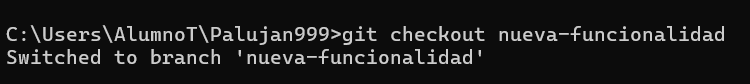 C:\Users\AlumnoT\Palujan999>git checkout nueva-funcionalidad
Switched to branch 'nueva-funcionalidad'